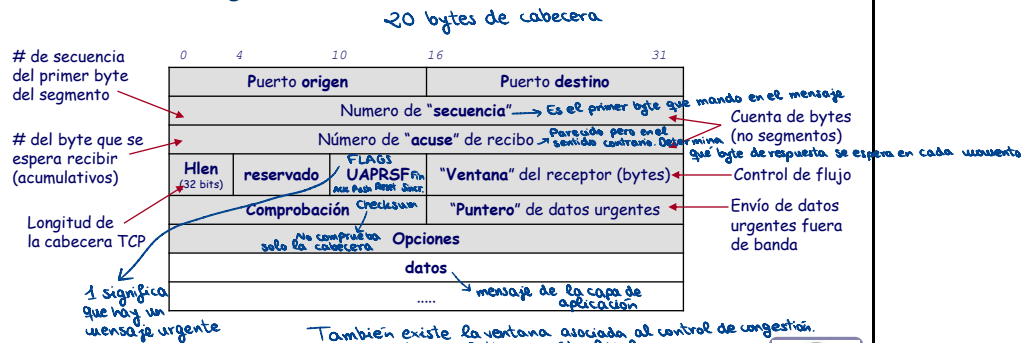 20 bytes de cabecera
0 4 10 16 31
# de secuencia
del primer byte
del segmento
Puerto origen
Puerto destino
Numero de "secuencia"
Es el primer byte que mando en el mensaje
Cuenta de bytes
(no segmentos)
# del byte que se
espera recibir
(acumulativos)
Número de "acuse" de recibo
Parecido pero en el
sentido contrario. Determina
qué byte de respuesta se espera en cada momento
Hlen
(32 bits)
reservado
FLAGS
UAPRSF Fin
Ack Push Reset Sincr.
"Ventana" del receptor (bytes)
Control de flujo
Longitud de
la cabecera TCP
Comprobación
Checksum
"Puntero" de datos urgentes
Envío de datos
urgentes fuera
de banda
No comprueba
solo la cabecera
Opciones
datos
mensaje de la capa de
aplicación
.....
1 significa
que hay un
mensaje urgente
También existe la ventana asociada al control de congestión.